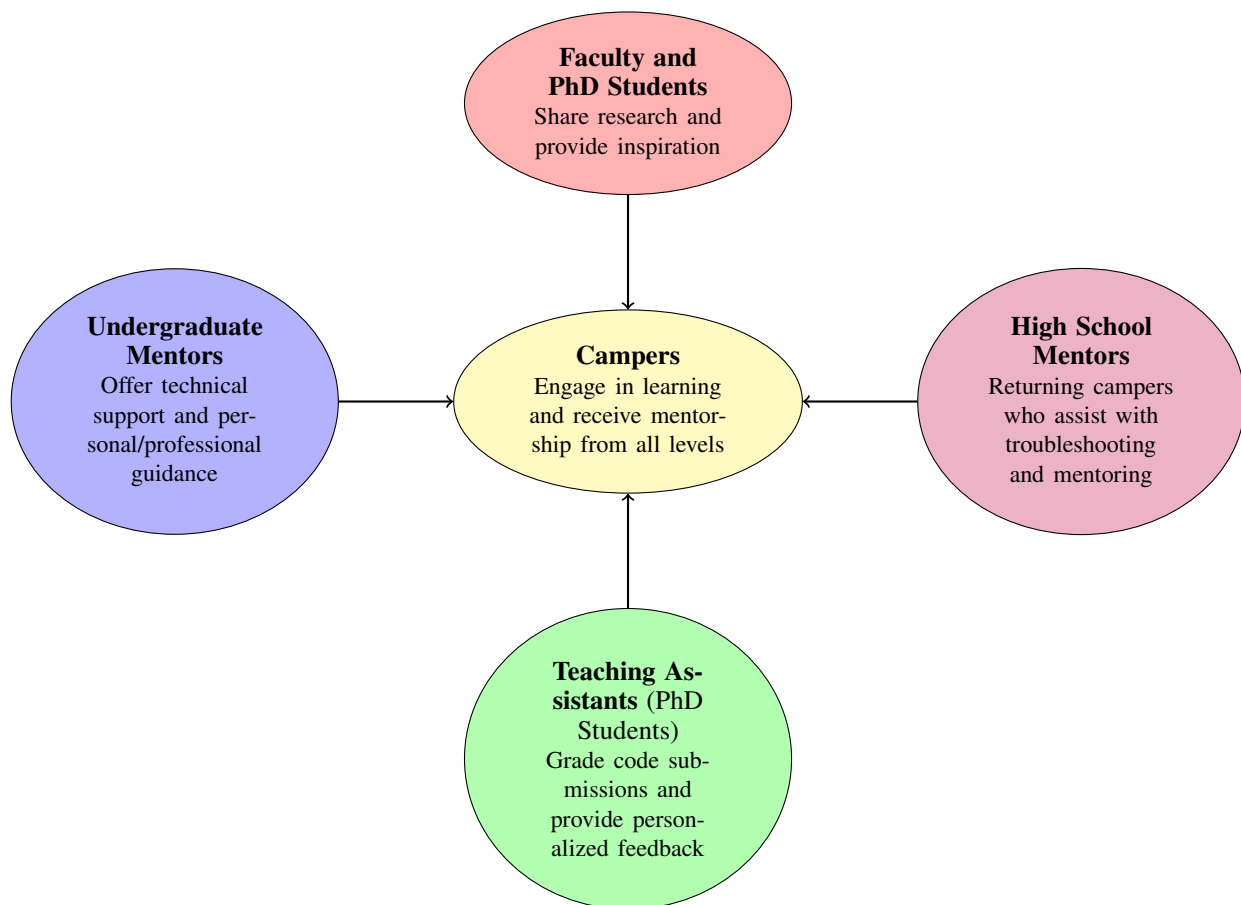 Faculty and
PhD Students
Share research and
provide inspiration
Undergraduate
Mentors
Offer technical
support and per-
sonal/professional
guidance
Campers
Engage in learning
and receive mentor-
ship from all levels
High School
Mentors
Returning campers
who assist with
troubleshooting
and mentoring
Teaching As-
sistants (PhD
Students)
Grade code sub-
missions and
provide person-
alized feedback